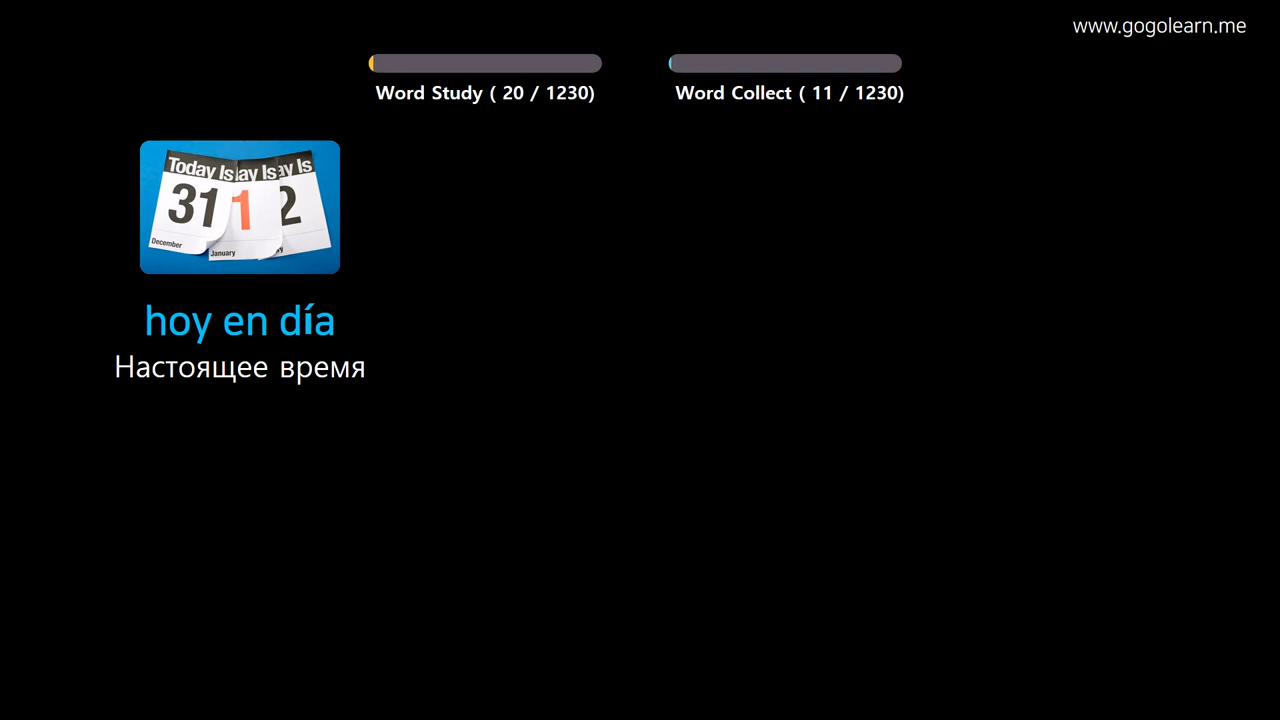 www.gogolearn.me
Word Study ( 20 / 1230)
Word Collect ( 11 / 1230)
Today Is ay Is ay Is
31 1 2
December
January
hoy en día
Настоящее время